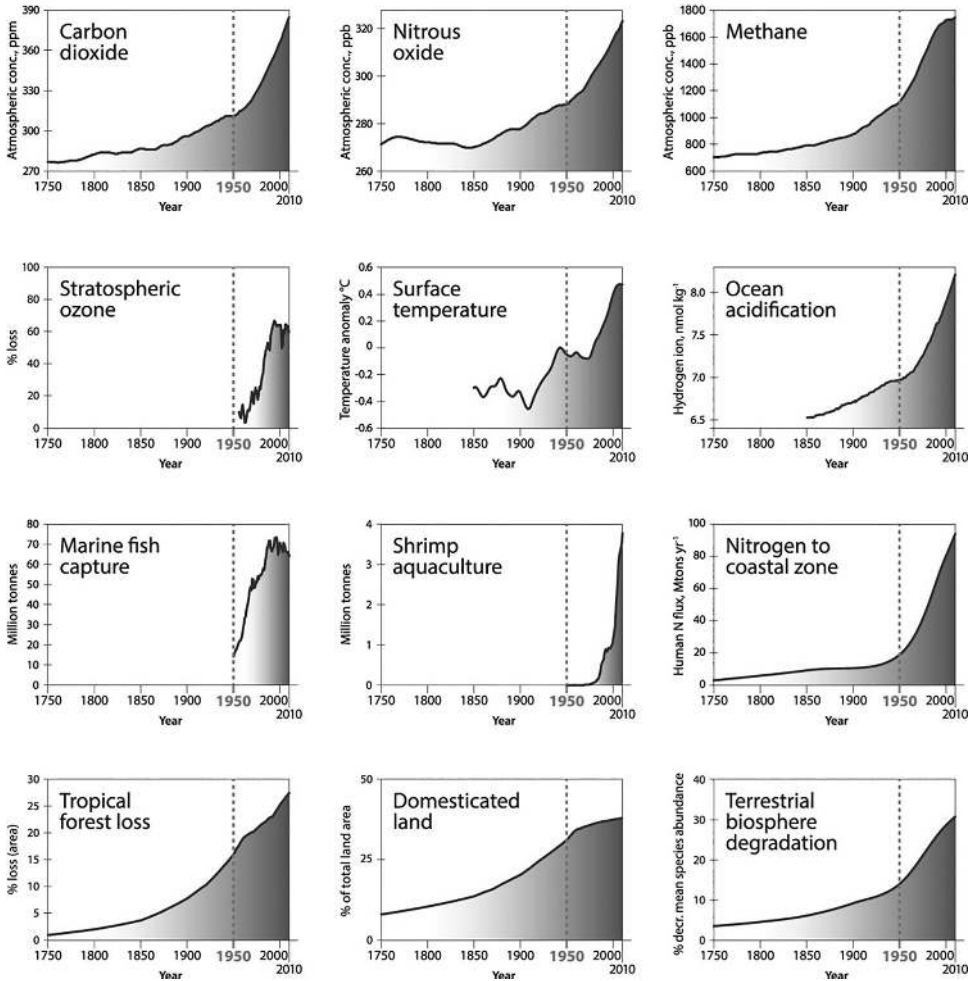 Carbon
dioxide
Atmospheric conc., ppm
390
360
330
300
270
1750 1800 1850 1900 1950 2000
2010
Year
Nitrous
oxide
Atmospheric conc., ppb
320
300
280
260
1750 1800 1850 1900 1950 2000
2010
Year
Methane
Atmospheric conc., ppb
1800
1600
1400
1200
1000
800
600
1750 1800 1850 1900 1950 2000
2010
Year
Stratospheric
ozone
% loss
100
80
60
40
20
0
1750 1800 1850 1900 1950 2000
2010
Year
Surface
temperature
Temperature anomaly °C
0.6
0.4
0
-0.2
-0.4
-0.6
1750 1800 1850 1900 1950 2000
2010
Year
Ocean
acidification
Hydrogen ion, nmol kg⁻¹
8.0
7.5
7.0
6.5
1750 1800 1850 1900 1950 2000
2010
Year
Marine fish
capture
Million tonnes
80
70
60
50
40
30
20
10
0
1750 1800 1850 1900 1950 2000
2010
Year
Shrimp
aquaculture
Million tonnes
4
3
2
1
0
1750 1800 1850 1900 1950 2000
2010
Year
Nitrogen to
coastal zone
Human N flux, Mtons yr⁻¹
100
80
60
40
20
0
1750 1800 1850 1900 1950 2000
2010
Year
Tropical
forest loss
% loss (area)
30
25
20
15
10
5
0
1750 1800 1850 1900 1950 2000
2010
Year
Domesticated
land
% of total land area
50
25
0
1750 1800 1850 1900 1950 2000
2010
Year
Terrestrial
biosphere
degradation
% decr. mean species abundance
40
30
20
10
0
1750 1800 1850 1900 1950 2000
2010
Year